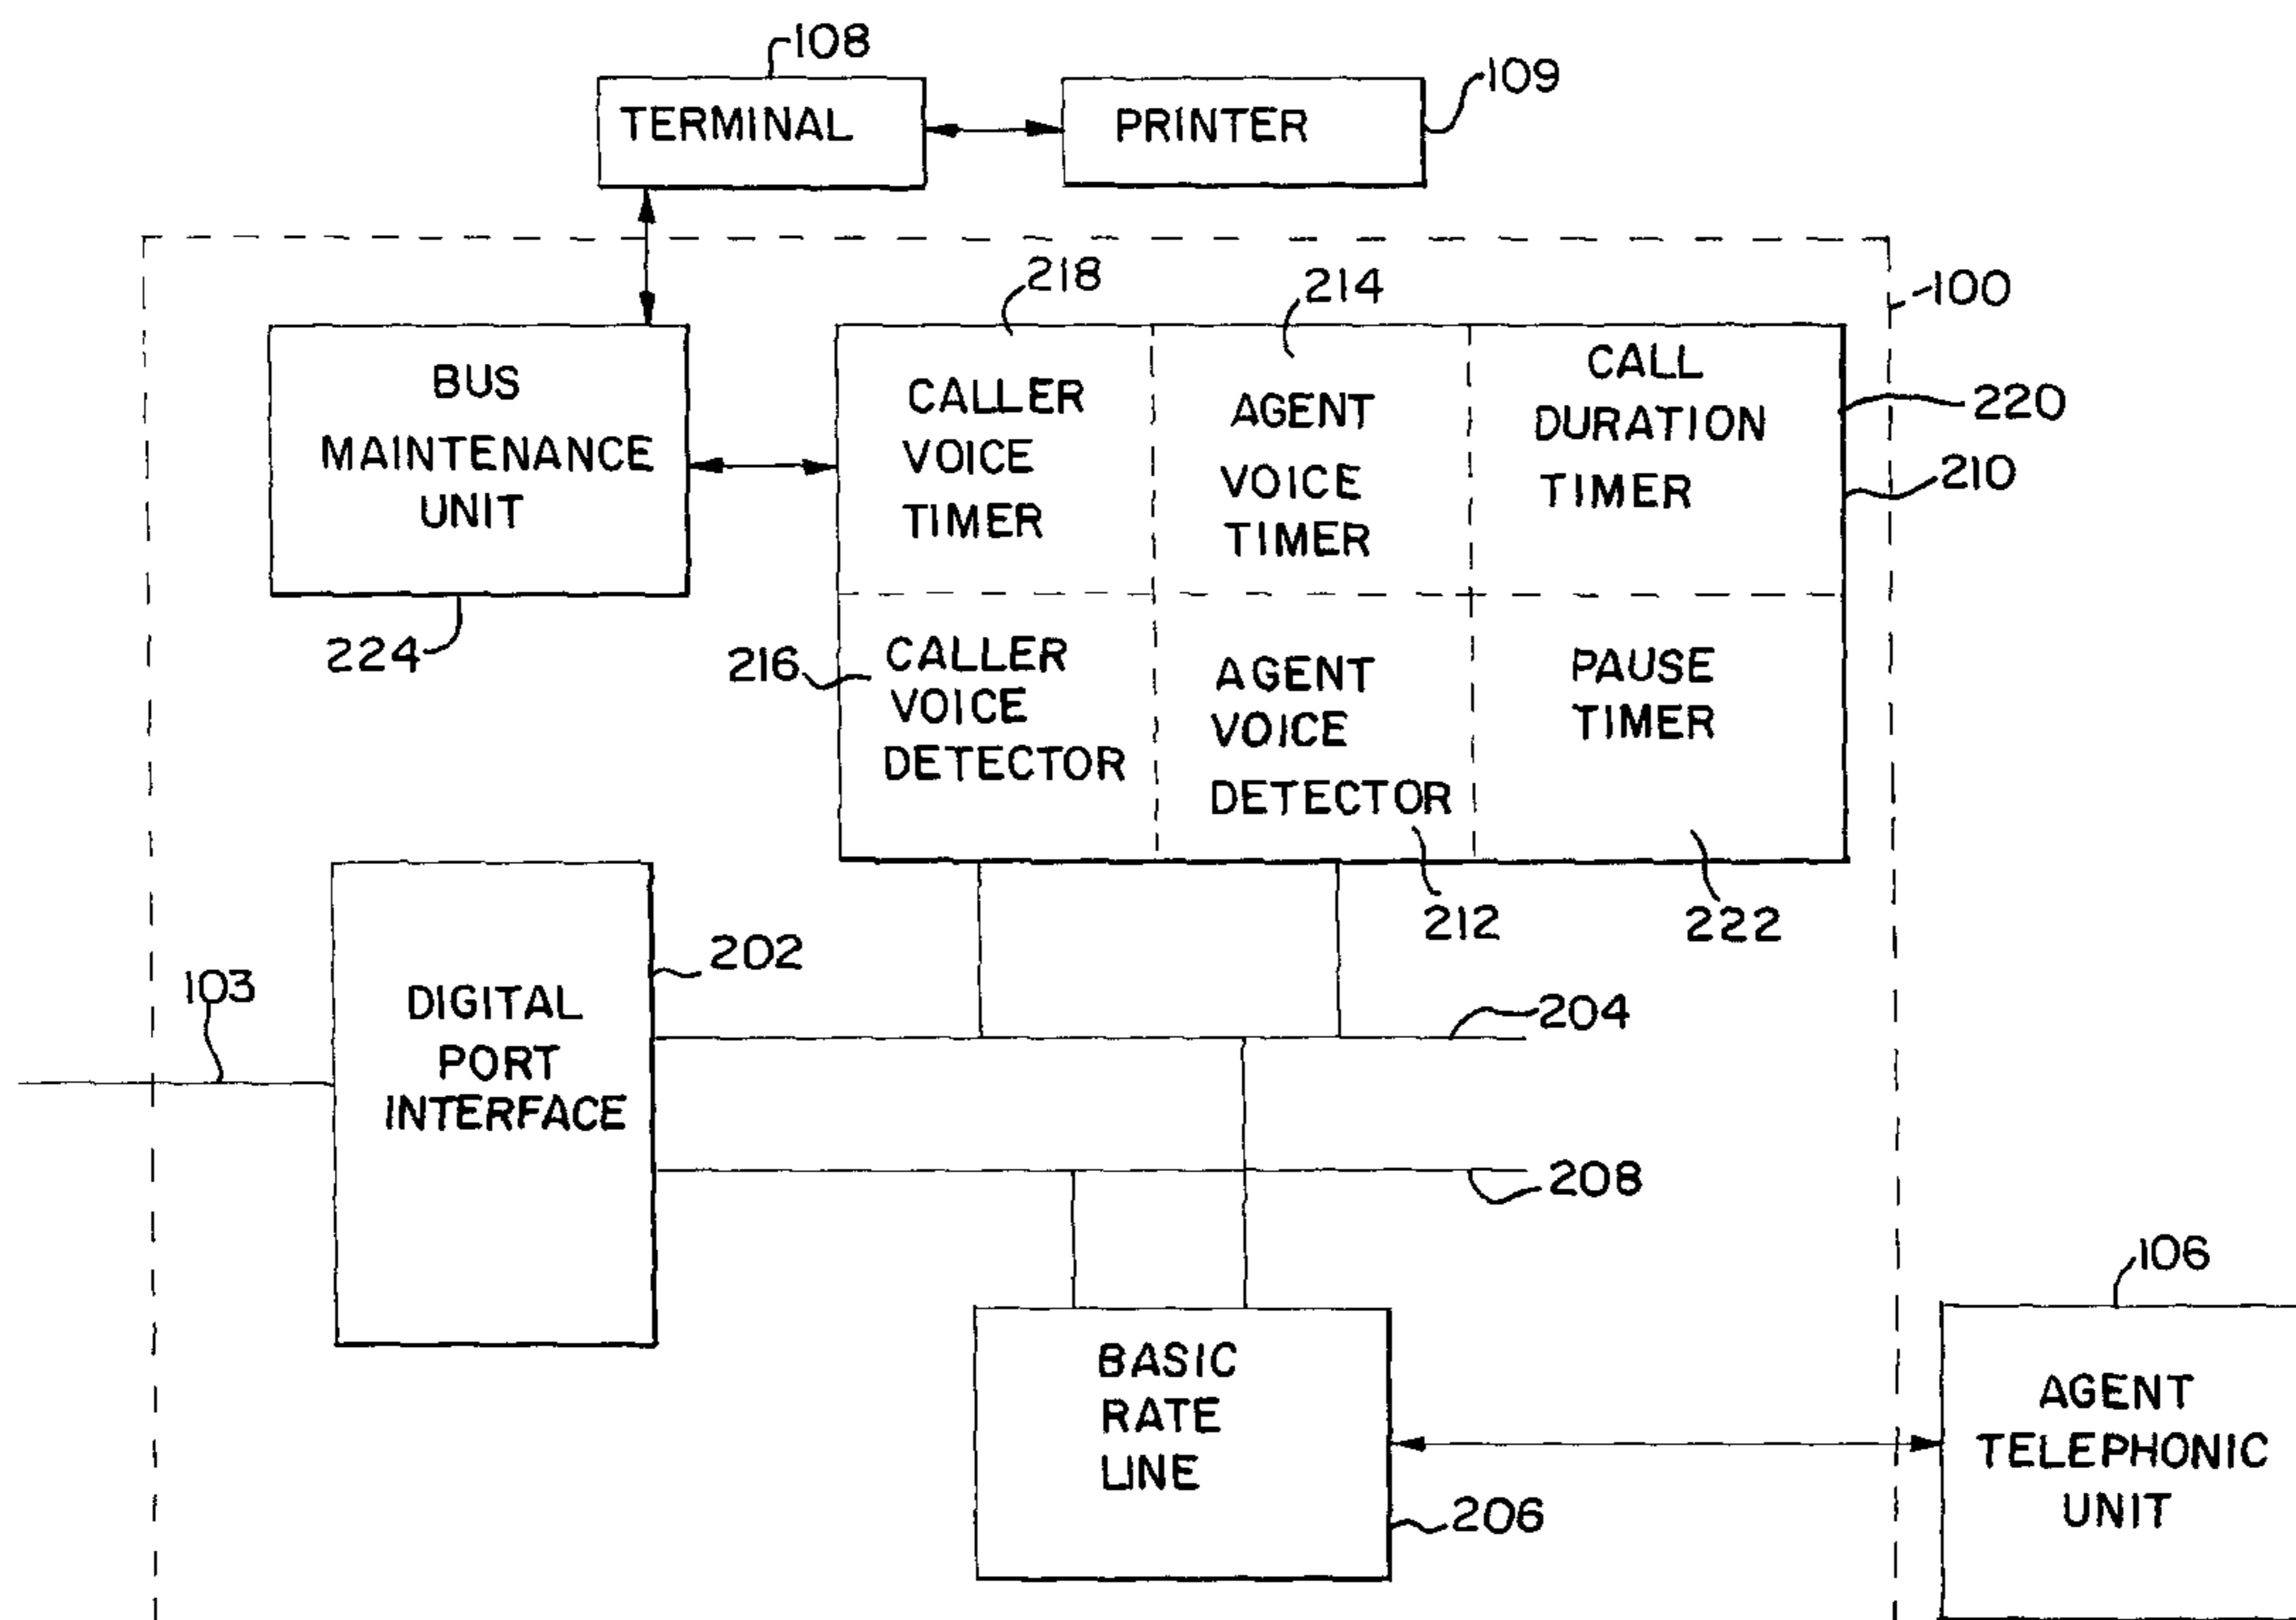 108
TERMINAL
PRINTER
109
100
218
214
BUS
MAINTENANCE
UNIT
224
CALLER
VOICE
TIMER
AGENT
VOICE
TIMER
CALL
DURATION
TIMER
220
210
216
CALLER
VOICE
DETECTOR
AGENT
VOICE
DETECTOR
PAUSE
TIMER
212
222
103
DIGITAL
PORT
INTERFACE
202
204
208
BASIC
RATE
LINE
206
106
AGENT
TELEPHONIC
UNIT